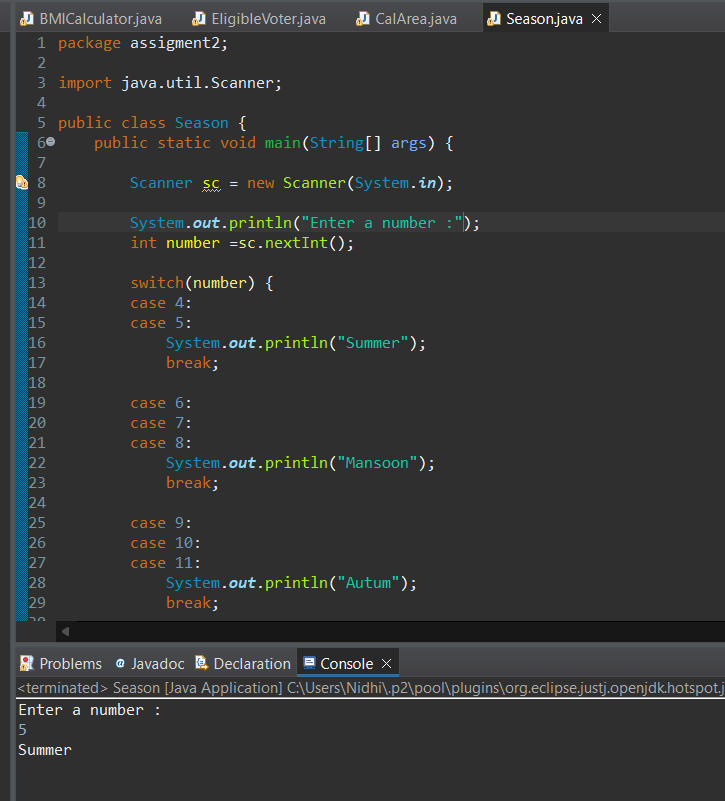 BMICalculator.java EligibleVoter.java CalArea.java Season.java
1 package assigment2;
2
3 import java.util.Scanner;
4
5 public class Season {
6 public static void main(String[] args) {
7
8 Scanner sc = new Scanner(System.in);
9
10 System.out.println("Enter a number :");
11 int number =sc.nextInt();
12
13 switch(number) {
14 case 4:
15 case 5:
16 System.out.println("Summer");
17 break;
18
19 case 6:
20 case 7:
21 case 8:
22 System.out.println("Mansoon");
23 break;
24
25 case 9:
26 case 10:
27 case 11:
28 System.out.println("Autum");
29 break;
Problems Javadoc Declaration Console
<terminated> Season [Java Application] C:\Users\Nidhi\.p2\pool\plugins\org.eclipse.justj.openjdk.hotspot.j
Enter a number :
5
Summer